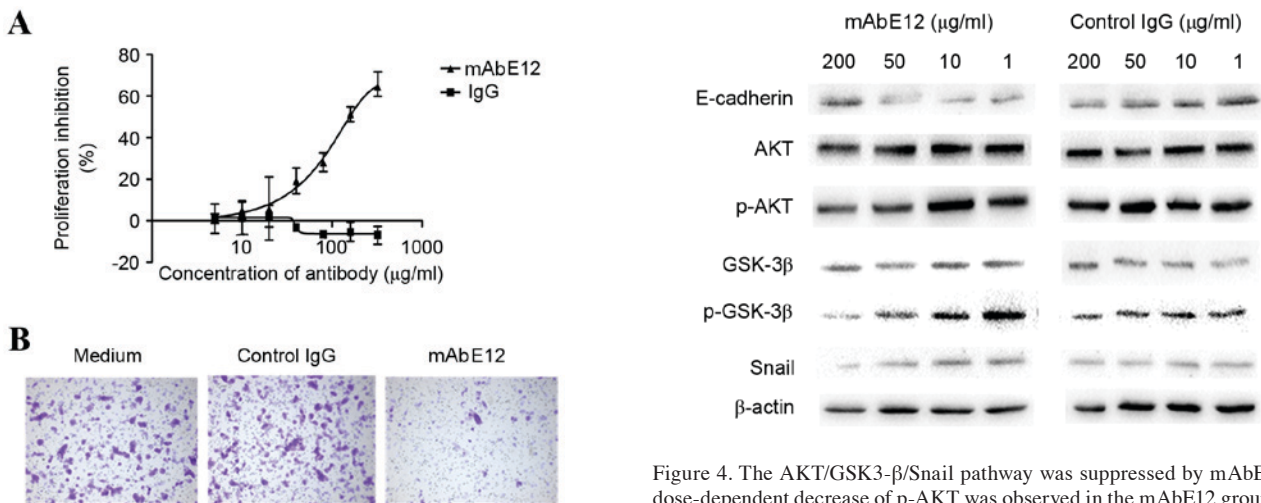 A
Proliferation inhibition
(%)
80
60
40
20
0
-20
10
100
1000
Concentration of antibody (μg/ml)
mAbE12
IgG
B
Medium
Control IgG
mAbE12
mAbE12 (μg/ml)
Control IgG (μg/ml)
200 50 10 1
200 50 10 1
E-cadherin
AKT
p-AKT
GSK-3β
p-GSK-3β
Snail
β-actin
Figure 4. The AKT/GSK3-β/Snail pathway was suppressed by mAbE
dose-dependent decrease of p-AKT was observed in the mAbE12 grou